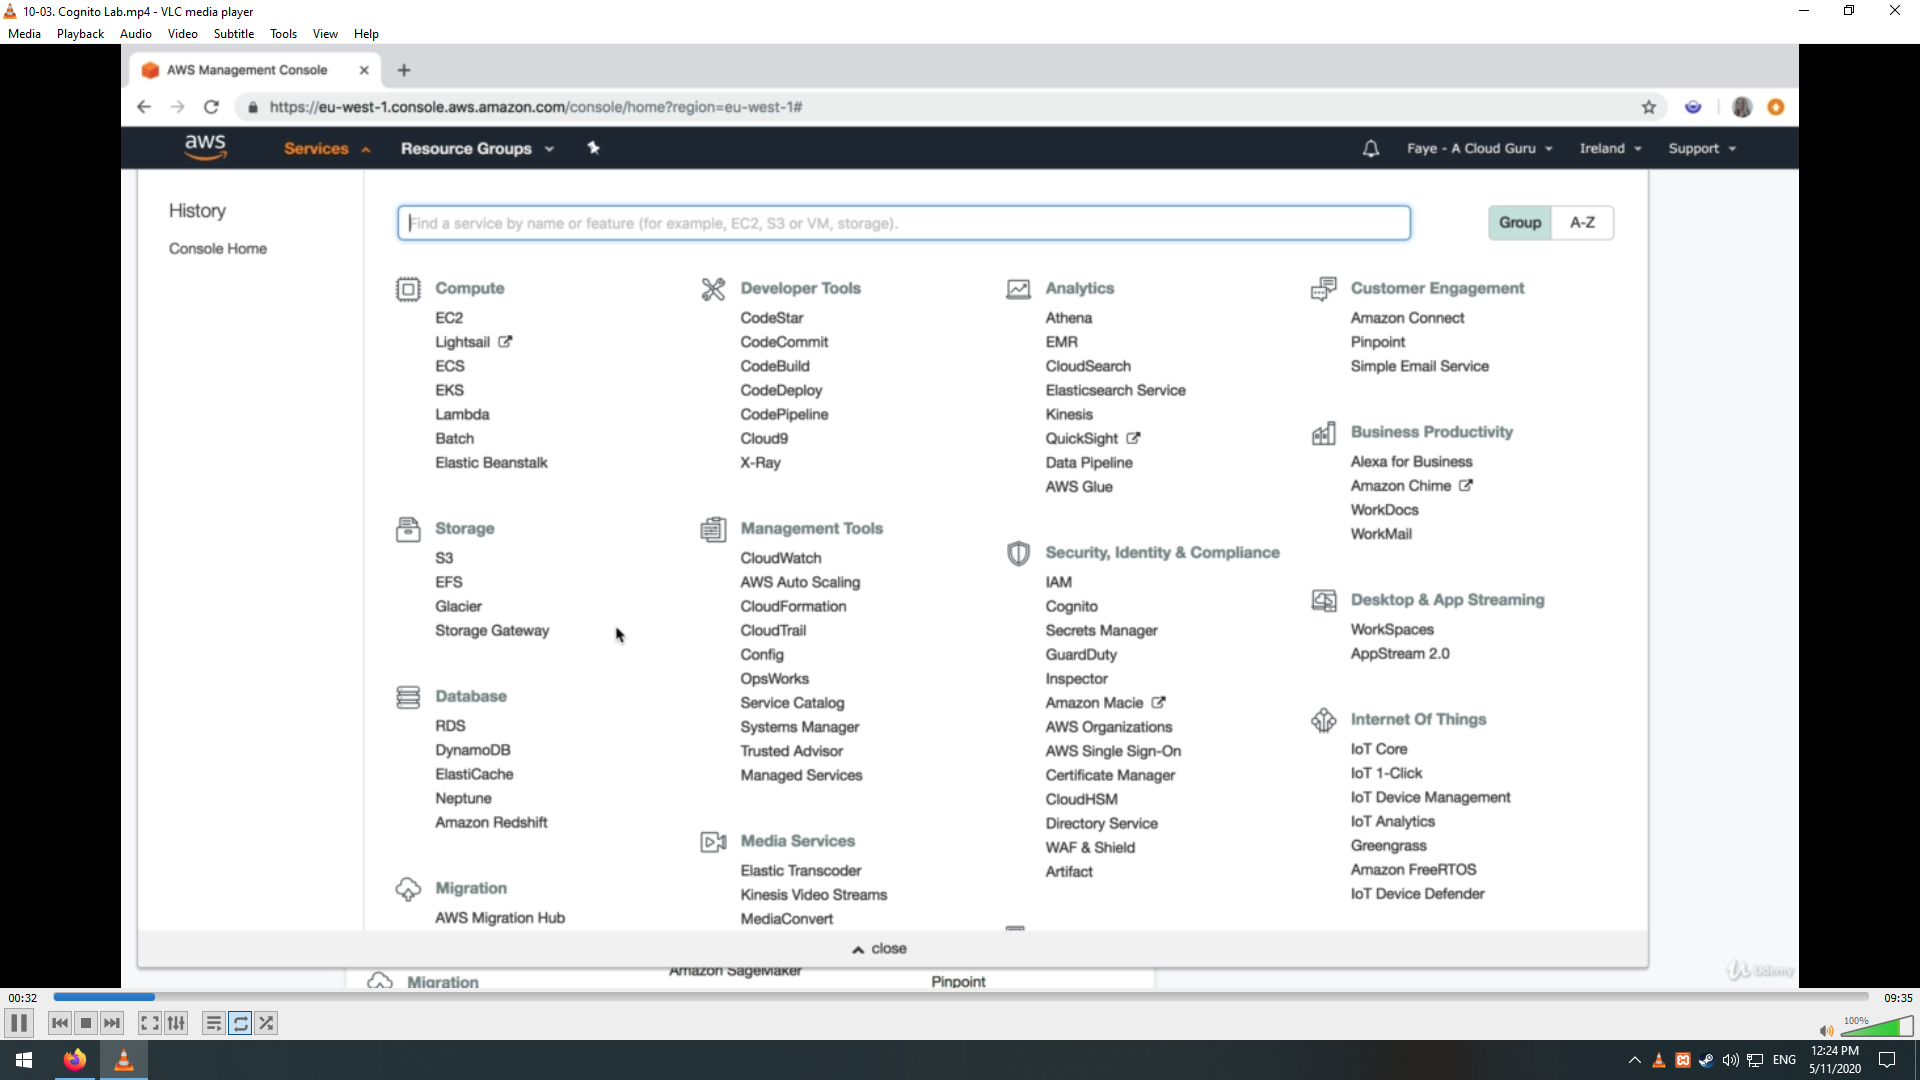 10-03. Cognito Lab.mp4 - VLC media player
Media Playback Audio Video Subtitle Tools View Help
AWS Management Console
https://eu-west-1.console.aws.amazon.com/console/home?region=eu-west-1#
aws Services Resource Groups Faye - A Cloud Guru Ireland Support
History
Console Home
Find a service by name or feature (for example, EC2, S3 or VM, storage).
Group A-Z
Compute
EC2
Lightsail
ECS
EKS
Lambda
Batch
Elastic Beanstalk
Storage
S3
EFS
Glacier
Storage Gateway
Database
RDS
DynamoDB
ElastiCache
Neptune
Amazon Redshift
Migration
AWS Migration Hub
Developer Tools
CodeStar
CodeCommit
CodeBuild
CodeDeploy
CodePipeline
Cloud9
X-Ray
Management Tools
CloudWatch
AWS Auto Scaling
CloudFormation
CloudTrail
Config
OpsWorks
Service Catalog
Systems Manager
Trusted Advisor
Managed Services
Media Services
Elastic Transcoder
Kinesis Video Streams
MediaConvert
Analytics
Athena
EMR
CloudSearch
Elasticsearch Service
Kinesis
QuickSight
Data Pipeline
AWS Glue
Security, Identity & Compliance
IAM
Cognito
Secrets Manager
GuardDuty
Inspector
Amazon Macie
AWS Organizations
AWS Single Sign-On
Certificate Manager
CloudHSM
Directory Service
WAF & Shield
Artifact
Customer Engagement
Amazon Connect
Pinpoint
Simple Email Service
Business Productivity
Alexa for Business
Amazon Chime
WorkDocs
WorkMail
Desktop & App Streaming
WorkSpaces
AppStream 2.0
Internet Of Things
IoT Core
IoT 1-Click
IoT Device Management
IoT Analytics
Greengrass
Amazon FreeRTOS
IoT Device Defender
close
Migration
Amazon SageMaker
Pinpoint
Udemy
00:32
09:35
100%
ENG
12:24 PM
5/11/2020